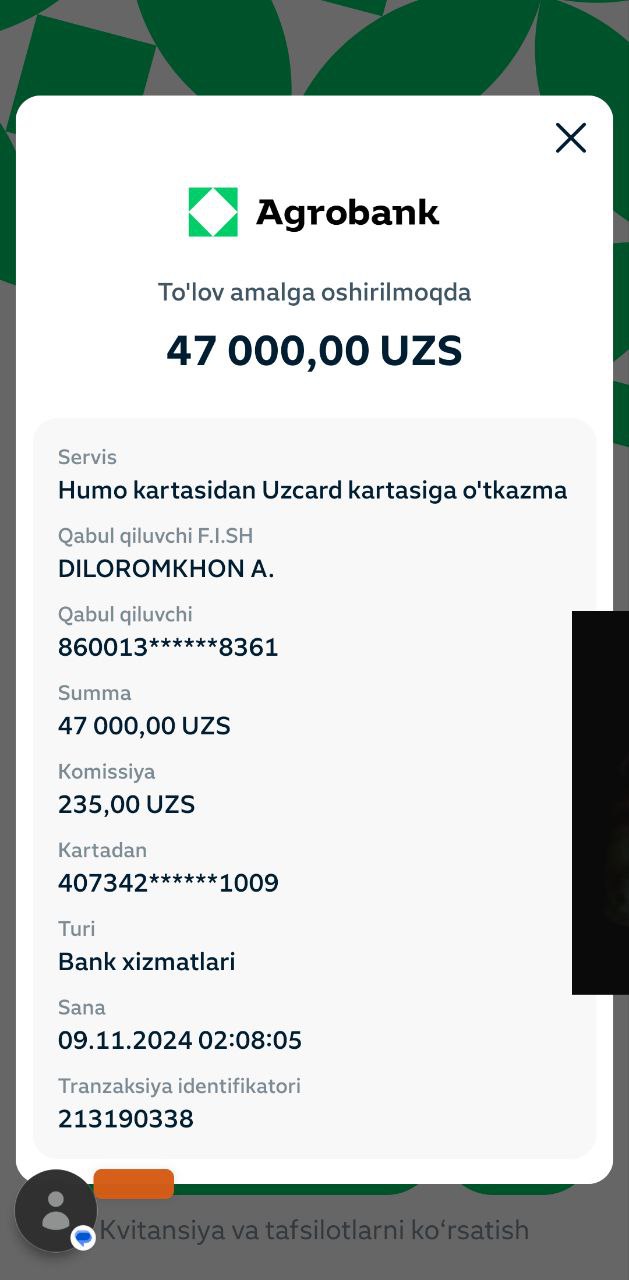 Agrobank
To'lov amalga oshirilmoqda
47 000,00 UZS
Servis
Humo kartasidan Uzcard kartasiga o'tkazma
Qabul qiluvchi F.I.SH
DILOROMKHON A.
Qabul qiluvchi
860013******8361
Summa
47 000,00 UZS
Komissiya
235,00 UZS
Kartadan
407342******1009
Turi
Bank xizmatlari
Sana
09.11.2024 02:08:05
Tranzaksiya identifikatori
213190338
Kvitansiya va tafsilotlarni koʻrsatish